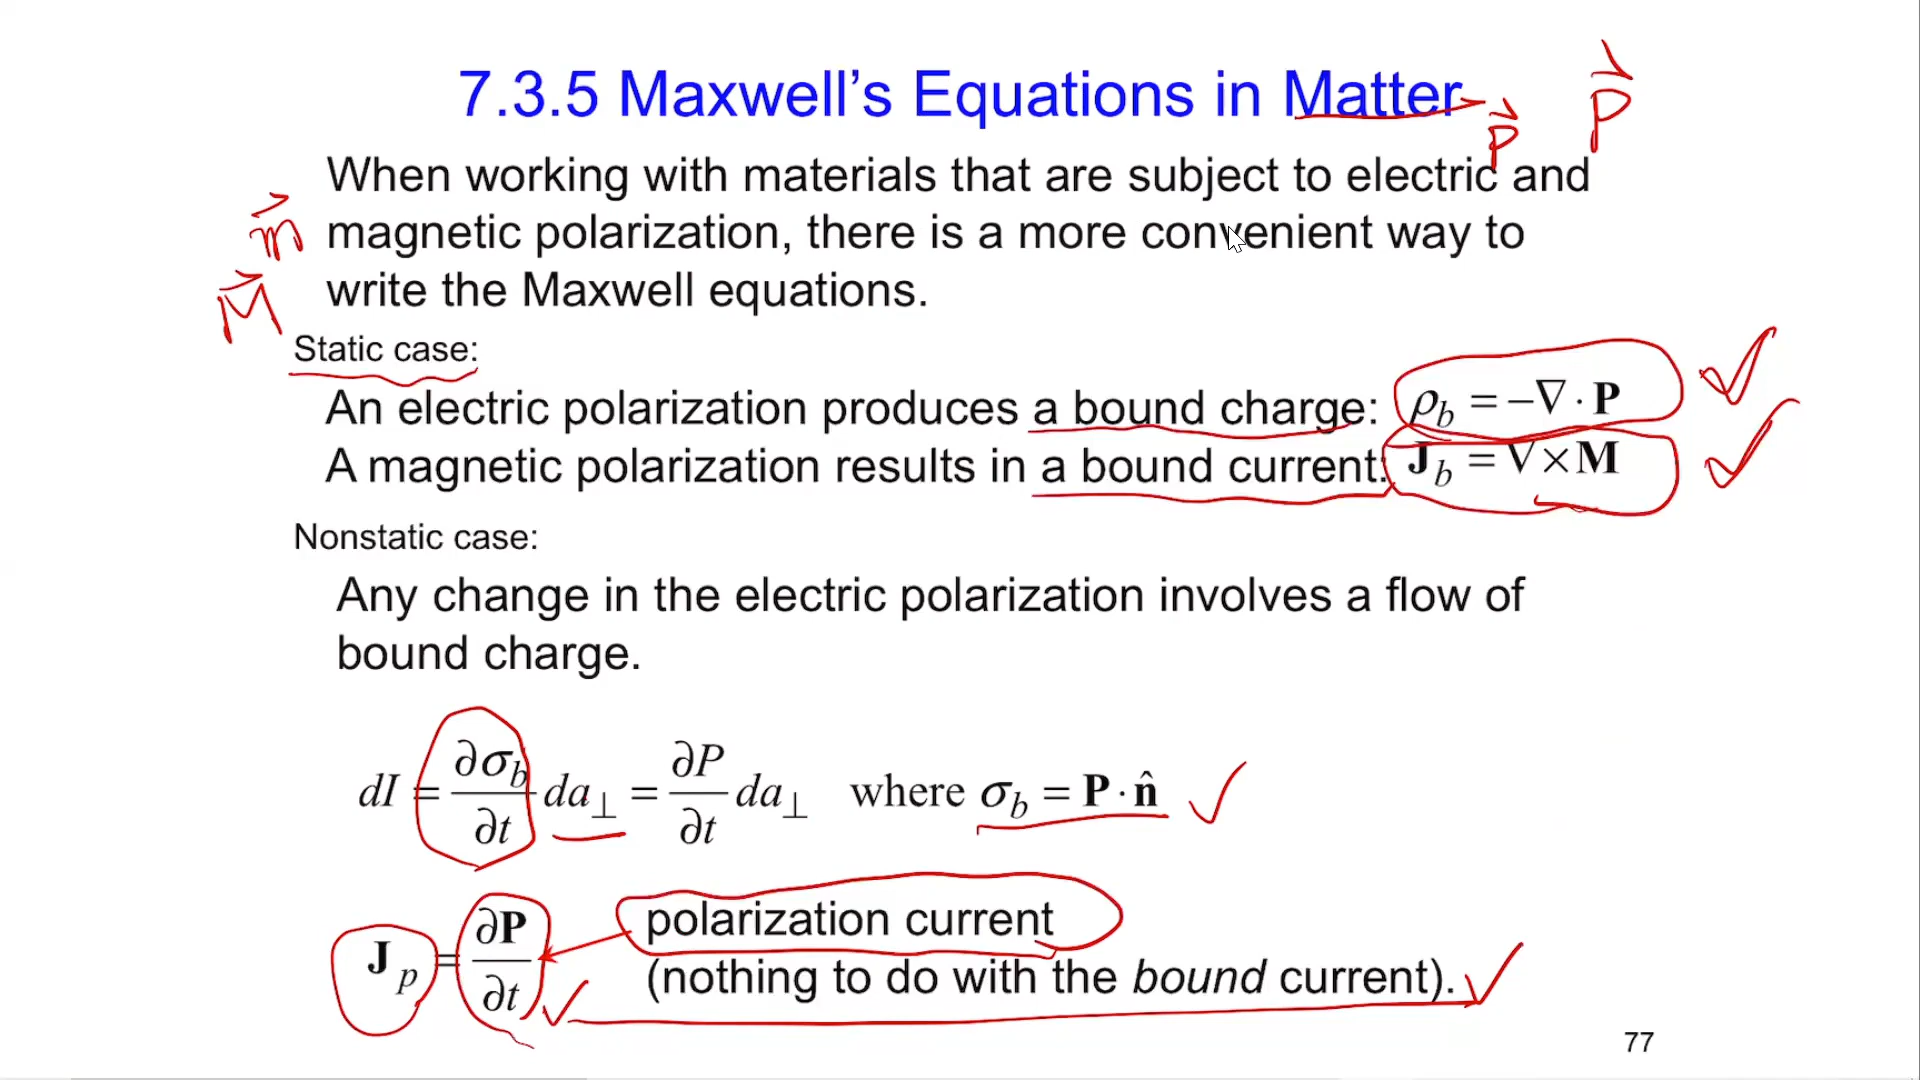 7.3.5 Maxwell’s Equations in Matter
p⃗ P⃗
When working with materials that are subject to electric and
m⃗ magnetic polarization, there is a more convenient way to
M⃗ write the Maxwell equations.
Static case:
An electric polarization produces a bound charge: ρ_b = −∇ · P
A magnetic polarization results in a bound current: J_b = ∇×M
Nonstatic case:
Any change in the electric polarization involves a flow of
bound charge.
dI = ∂σ_b/∂t da_⊥ = ∂P/∂t da_⊥ where σ_b = P · n̂
J_p = ∂P/∂t polarization current
(nothing to do with the bound current).
77